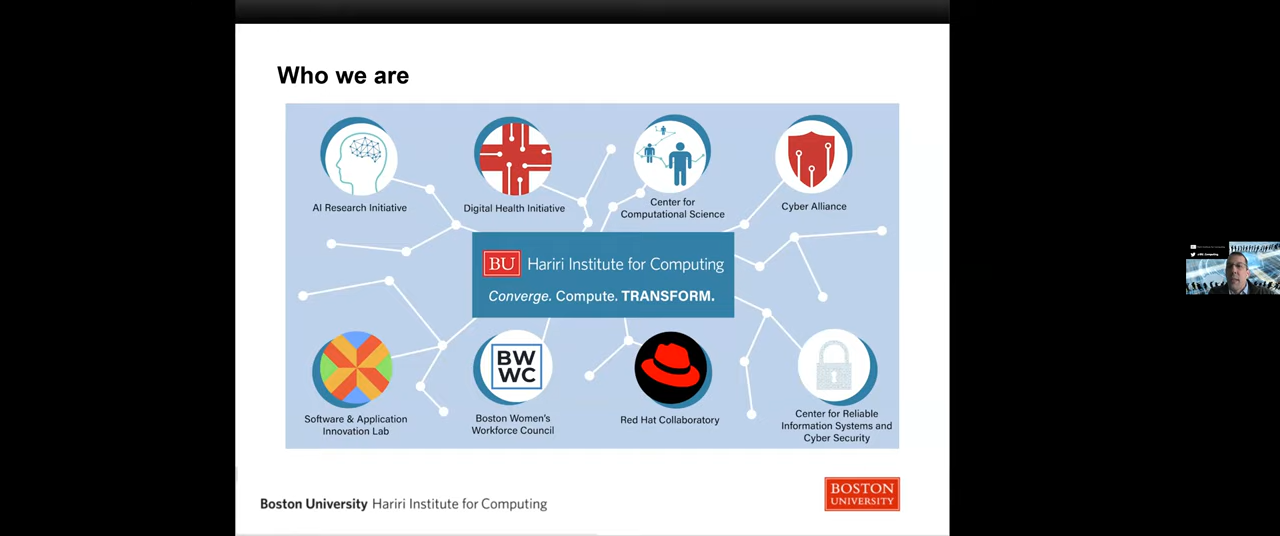 Who we are
AI Research Initiative
Digital Health Initiative
Center for
Computational Science
Cyber Alliance
BU Hariri Institute for Computing
Converge. Compute. TRANSFORM.
Software & Application
Innovation Lab
BW
WC
Boston Women's
Workforce Council
Red Hat Collaboratory
Center for Reliable
Information Systems and
Cyber Security
Boston University Hariri Institute for Computing
BOSTON
UNIVERSITY